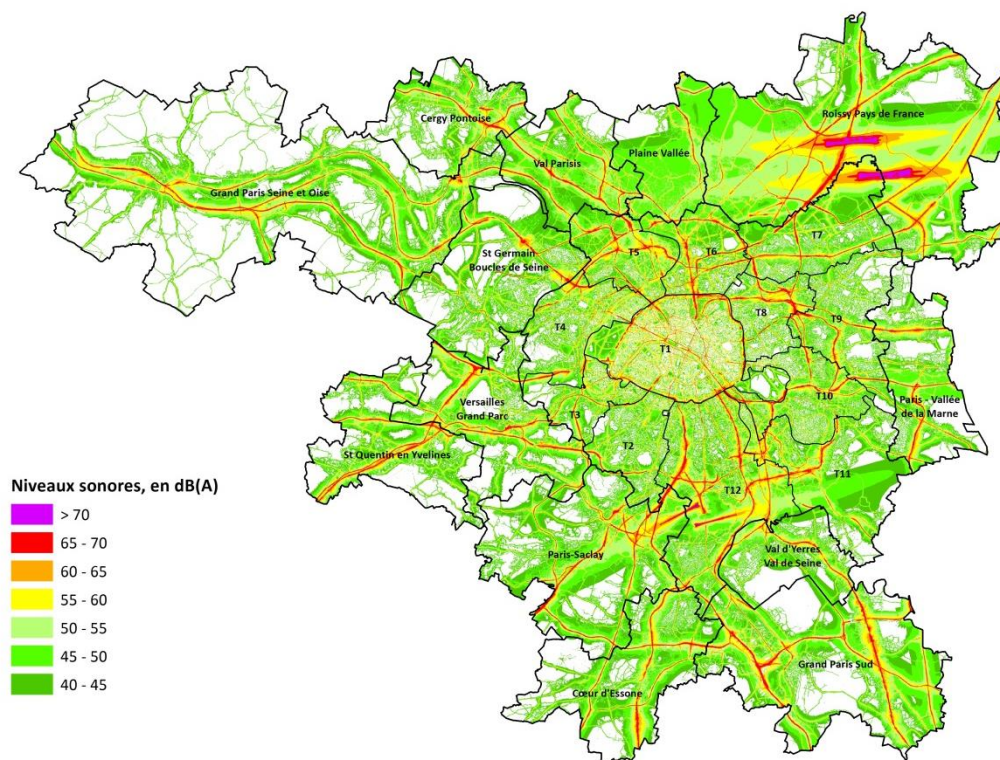 Roissy Pays de France
Cergy Pontoise
Val Parisis
Plaine Vallée
Grand Paris Seine et Oise
T7
St Germain
Boucles de Seine
T5
T6
T8
T9
T4
T1
Versailles
Grand Parc
T3
T10
Paris - Vallée
de la Marne
T2
St Quentin en Yvelines
T11
T12
Paris-Saclay
Val d'Yerres
Val de Seine
Grand Paris Sud
Cœur d'Essone
Niveaux sonores, en dB(A)
> 70
65 - 70
60 - 65
55 - 60
50 - 55
45 - 50
40 - 45